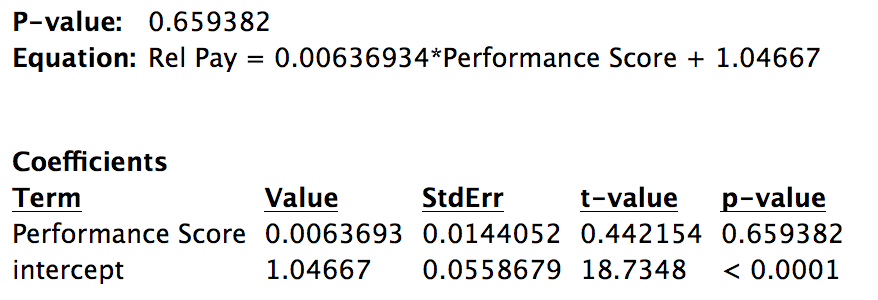 P-value: 0.659382
Equation: Rel Pay = 0.00636934*Performance Score + 1.04667
Coefficients
Term Value StdErr t-value p-value
Performance Score 0.0063693 0.0144052 0.442154 0.659382
intercept 1.04667 0.0558679 18.7348 < 0.0001